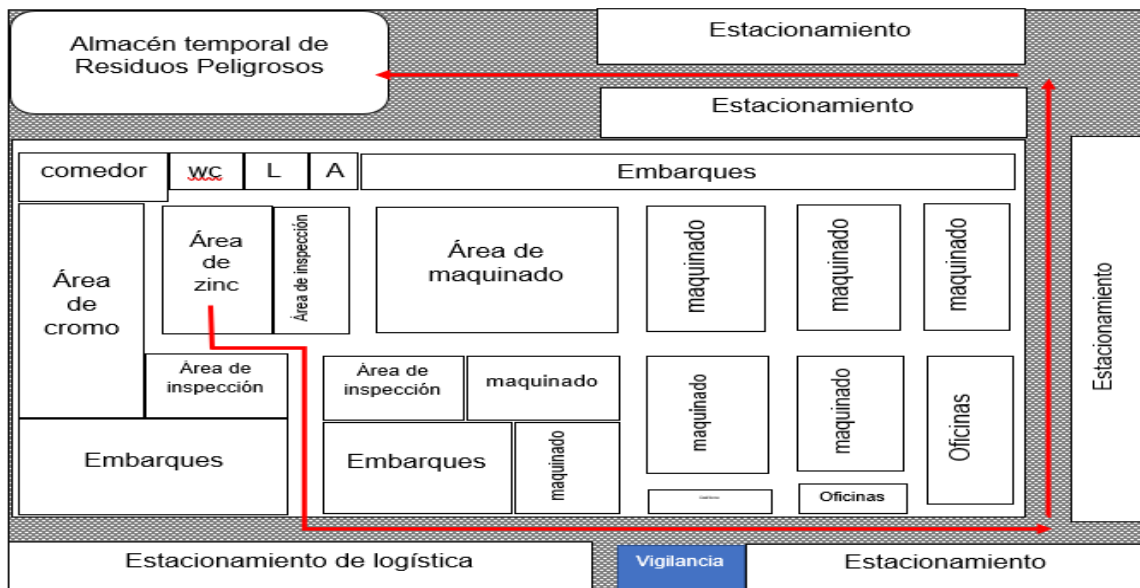 Almacén temporal de
Residuos Peligrosos
Estacionamiento
Estacionamiento
comedor
wc
L
A
Embarques
Área
de
cromo
Área
de
zinc
Área de inspección
Área de
maquinado
maquinado
maquinado
maquinado
Estacionamiento
Área de
inspección
Área de
inspección
maquinado
maquinado
maquinado
Oficinas
Embarques
Embarques
maquinado
Oficinas
Estacionamiento de logística
Vigilancia
Estacionamiento